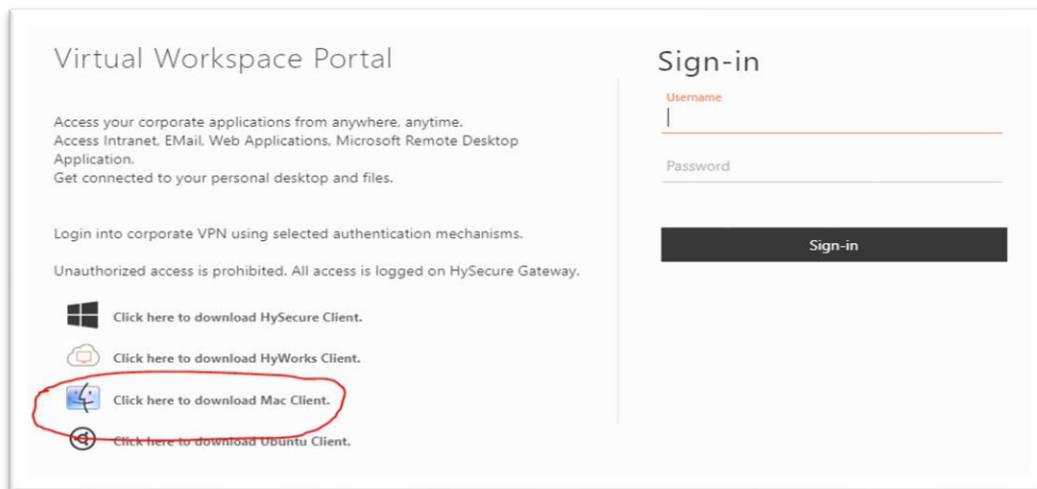 Virtual Workspace Portal
Access your corporate applications from anywhere, anytime.
Access Intranet, EMail, Web Applications, Microsoft Remote Desktop
Application.
Get connected to your personal desktop and files.
Login into corporate VPN using selected authentication mechanisms.
Unauthorized access is prohibited. All access is logged on HySecure Gateway.
Click here to download HySecure Client.
Click here to download HyWorks Client.
Click here to download Mac Client.
Click here to download Ubuntu Client.
Sign-in
Username
Password
Sign-in